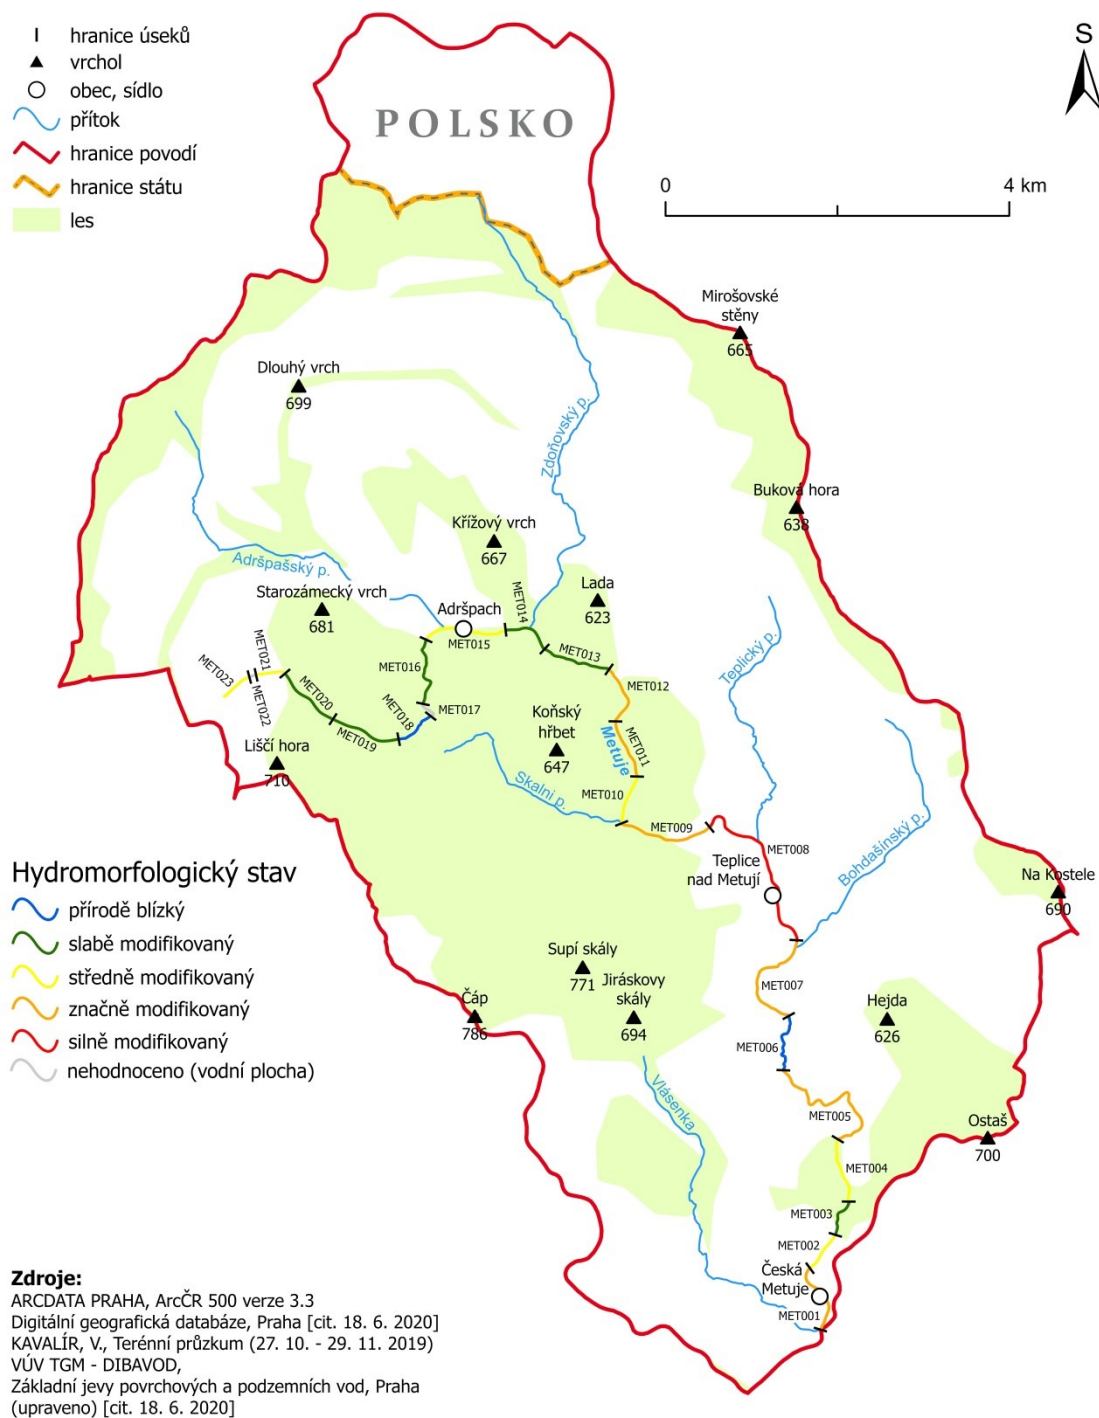 hranice úseků
vrchol
obec, sídlo
přítok
hranice povodí
hranice státu
les
POLSKO
S
0
4 km
Mirošovské
stěny
665
Dlouhý vrch
699
Zdoňovský p.
Buková hora
638
Křížový vrch
667
Adršpašský p.
Starozámecký vrch
681
Adršpach
Lada
623
MET014
MET015
MET013
MET016
MET012
Teplický p.
MET021
MET023
MET022
MET020
MET019
MET018
MET017
Koňský
hřbet
647
Metuje
MET011
Liščí hora
710
Skalni p.
MET010
MET009
MET008
Bohdašínský p.
Teplice
nad Metují
Na Kostele
690
Hydromorfologický stav
přírodě blízký
slabě modifikovaný
středně modifikovaný
značně modifikovaný
silně modifikovaný
nehodnoceno (vodní plocha)
Supí skály
771
Jiráskovy
skály
694
Čáp
786
MET007
Hejda
626
MET006
Vlásenka
MET005
Ostaš
700
MET004
MET003
MET002
Česká
Metuje
MET001
Zdroje:
ARCDATA PRAHA, ArcČR 500 verze 3.3
Digitální geografická databáze, Praha [cit. 18. 6. 2020]
KAVALÍR, V., Terénní průzkum (27. 10. - 29. 11. 2019)
VÚV TGM - DIBAVOD,
Základní jevy povrchových a podzemních vod, Praha
(upraveno) [cit. 18. 6. 2020]